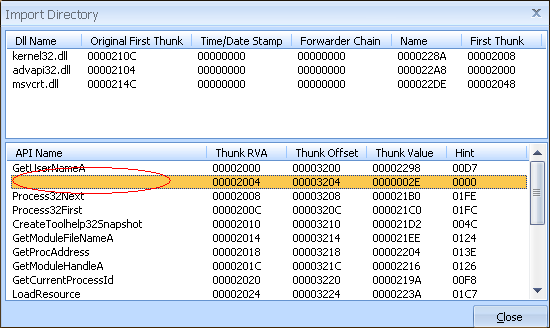 Import Directory
Dll Name Original First Thunk Time/Date Stamp Forwarder Chain Name First Thunk
kernel32.dll 0000210C 00000000 00000000 0000228A 00002008
advapi32.dll 00002104 00000000 00000000 000022A8 00002000
msvcrt.dll 0000214C 00000000 00000000 000022DE 00002048
API Name Thunk RVA Thunk Offset Thunk Value Hint
GetUserNameA 00002000 00003200 00002298 00D7
00002004 00003204 0000002E 0000
Process32Next 00002008 00003208 000021B0 01FE
Process32First 0000200C 0000320C 000021C0 01FC
CreateToolhelp32Snapshot 00002010 00003210 000021D2 004C
GetModuleFileNameA 00002014 00003214 000021EE 0124
GetProcAddress 00002018 00003218 00002204 013E
GetModuleHandleA 0000201C 0000321C 00002216 0126
GetCurrentProcessId 00002020 00003220 0000219A 00F8
LoadResource 00002024 00003224 0000223A 01C7
Close